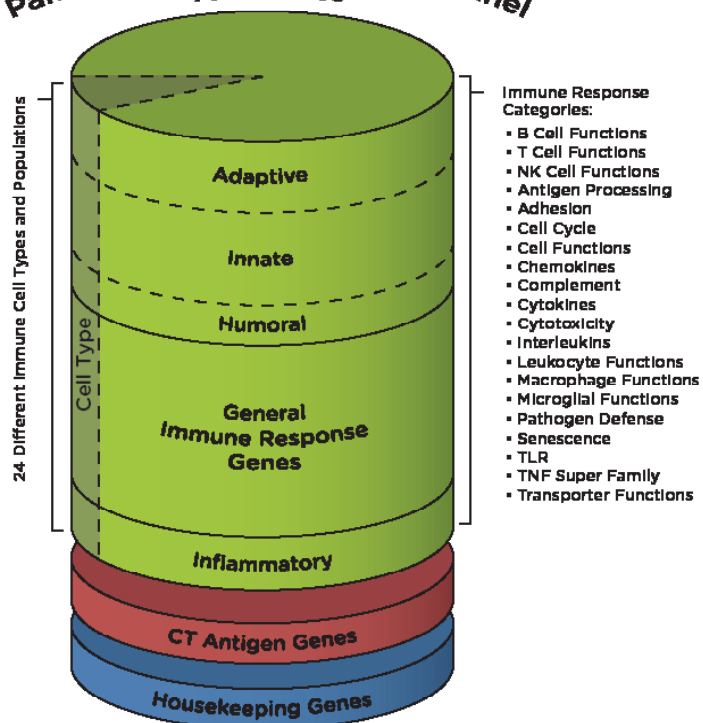 24 Different Immune Cell Types and Populations
Cell Type
Adaptive
Innate
Humoral
General
Immune Response
Genes
Inflammatory
CT Antigen Genes
Housekeeping Genes
Immune Response
Categories:
▪ B Cell Functions
▪ T Cell Functions
▪ NK Cell Functions
▪ Antigen Processing
▪ Adhesion
▪ Cell Cycle
▪ Cell Functions
▪ Chemokines
▪ Complement
▪ Cytokines
▪ Cytotoxicity
▪ Interleukins
▪ Leukocyte Functions
▪ Macrophage Functions
▪ Microglial Functions
▪ Pathogen Defense
▪ Senescence
▪ TLR
▪ TNF Super Family
▪ Transporter Functions